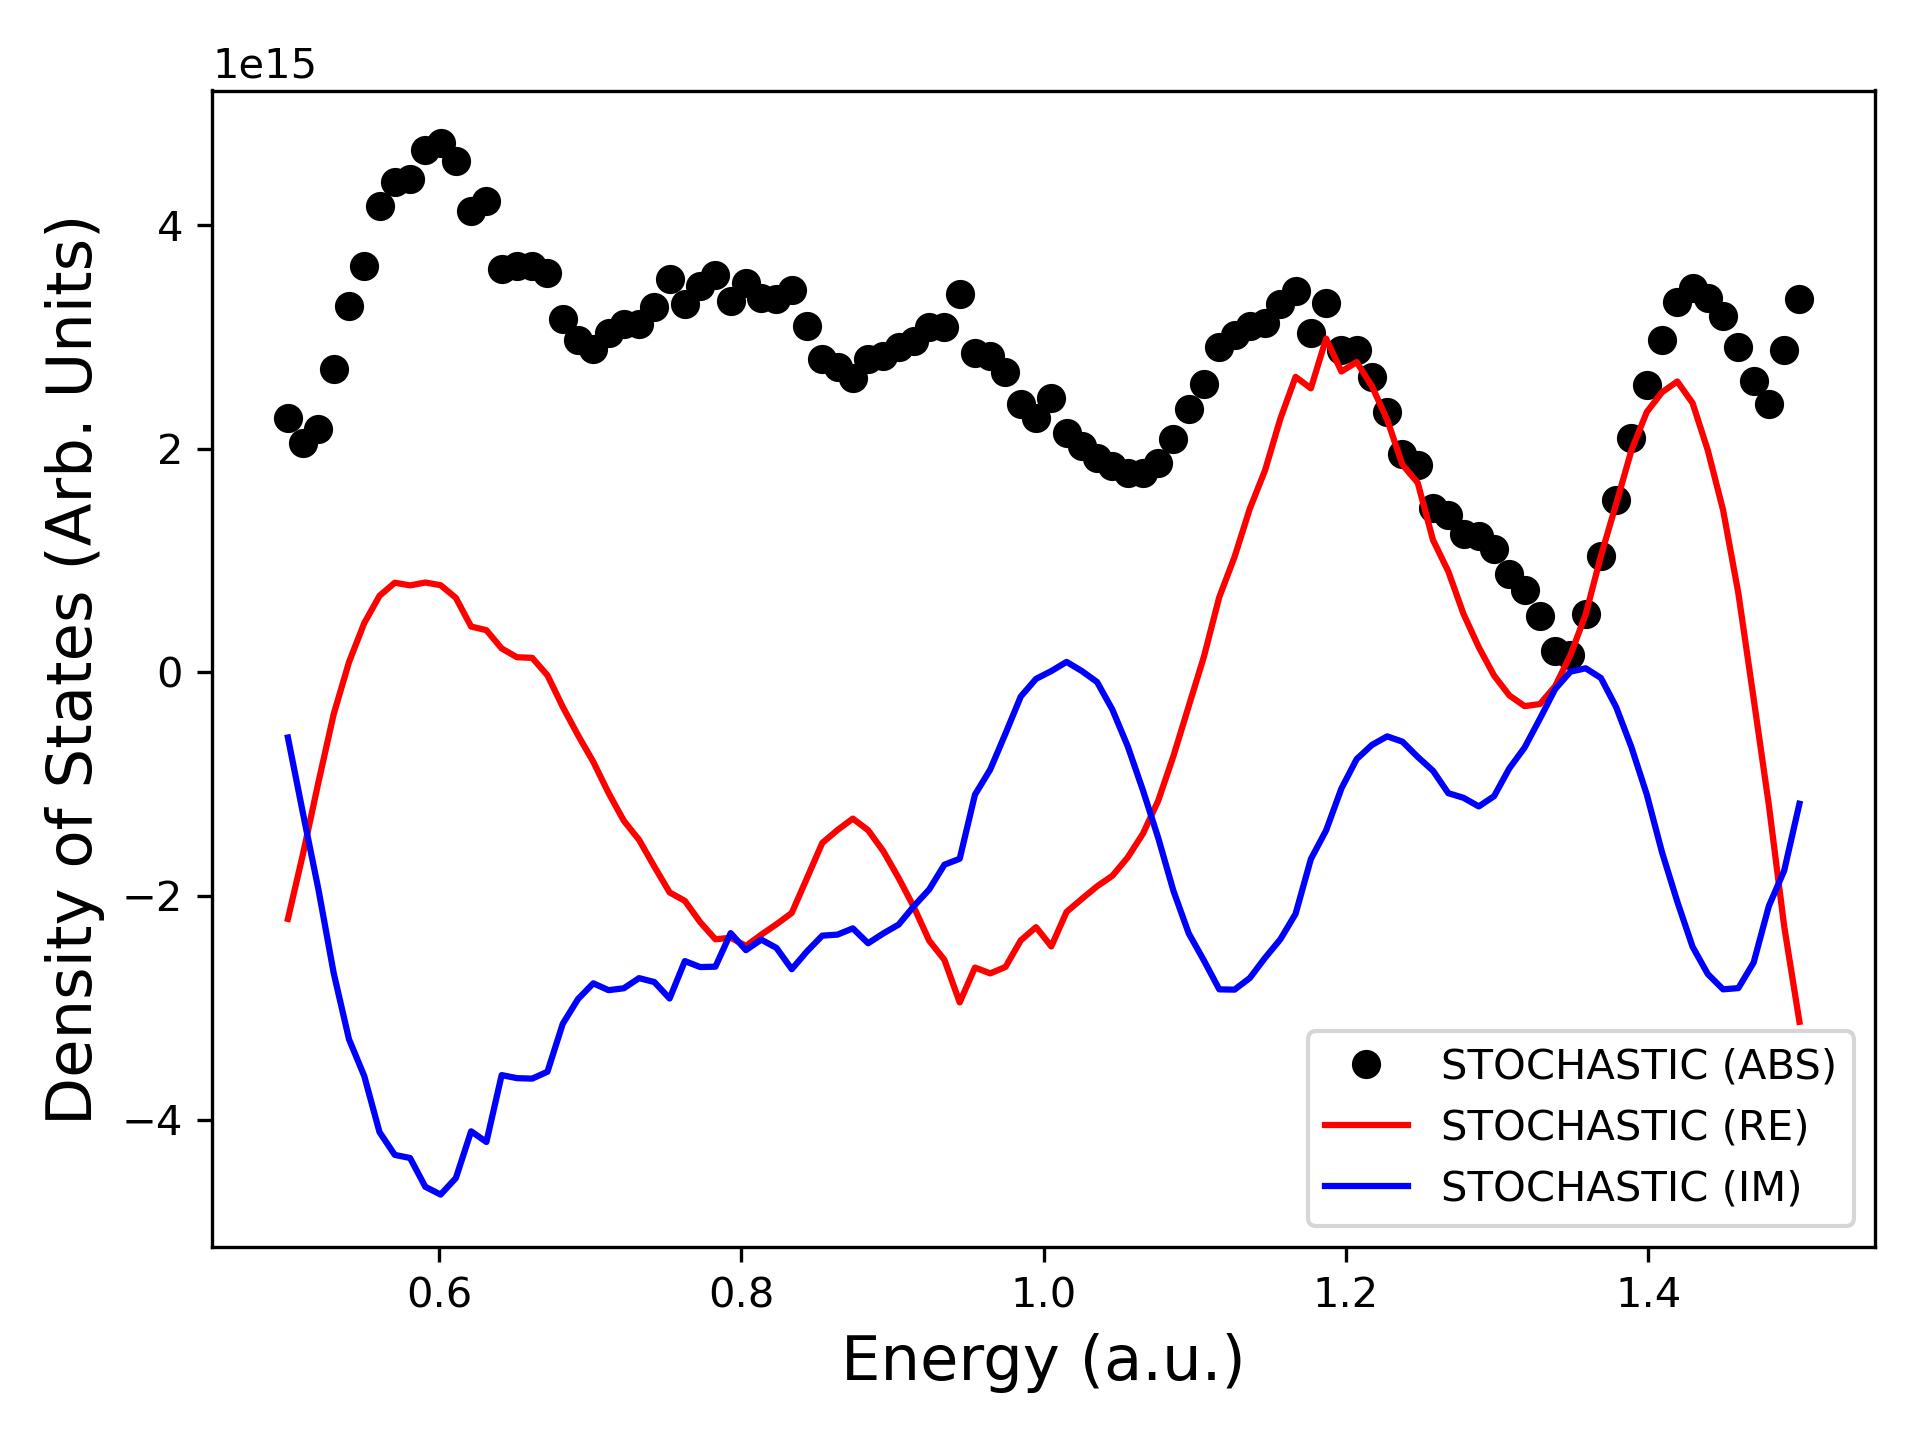 1e15
Density of States (Arb. Units)
4
2
0
−2
−4
0.6 0.8 1.0 1.2 1.4
Energy (a.u.)
STOCHASTIC (ABS)
STOCHASTIC (RE)
STOCHASTIC (IM)